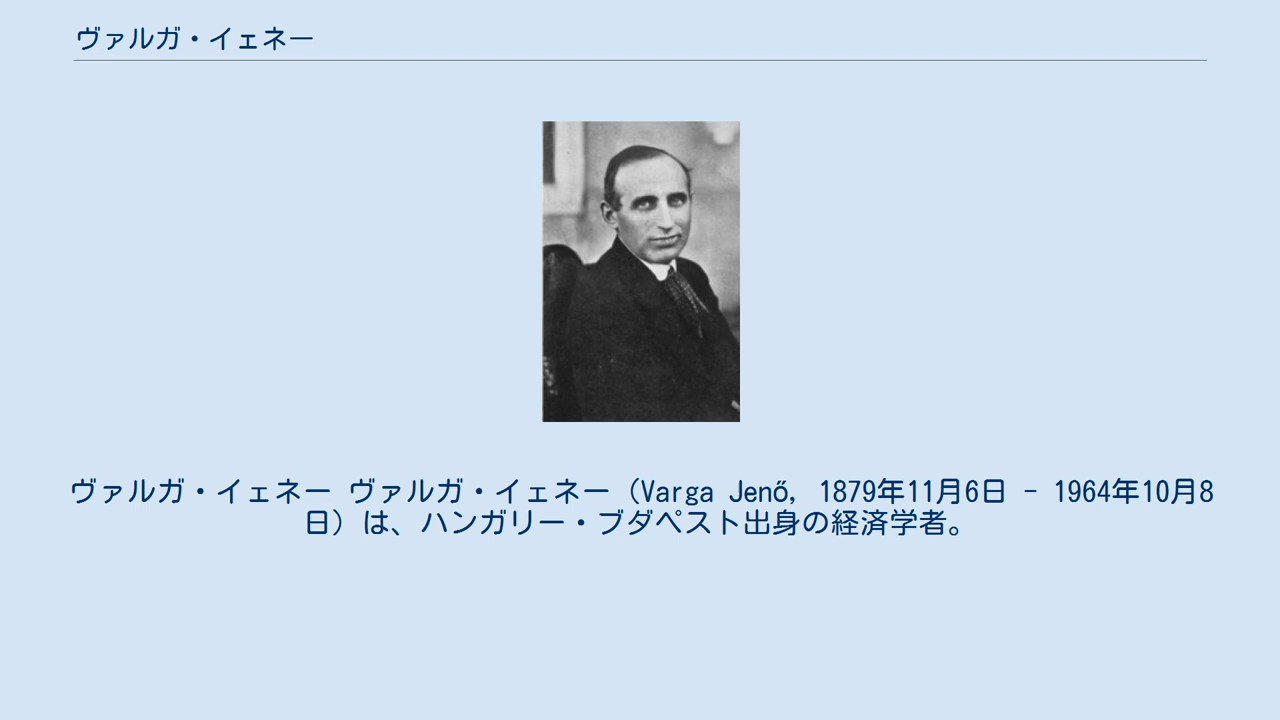 ヴァルガ・イェネー
ヴァルガ・イェネー ヴァルガ・イェネー（Varga Jenő, 1879年11月6日 - 1964年10月8
日）は、ハンガリー・ブダペスト出身の経済学者。